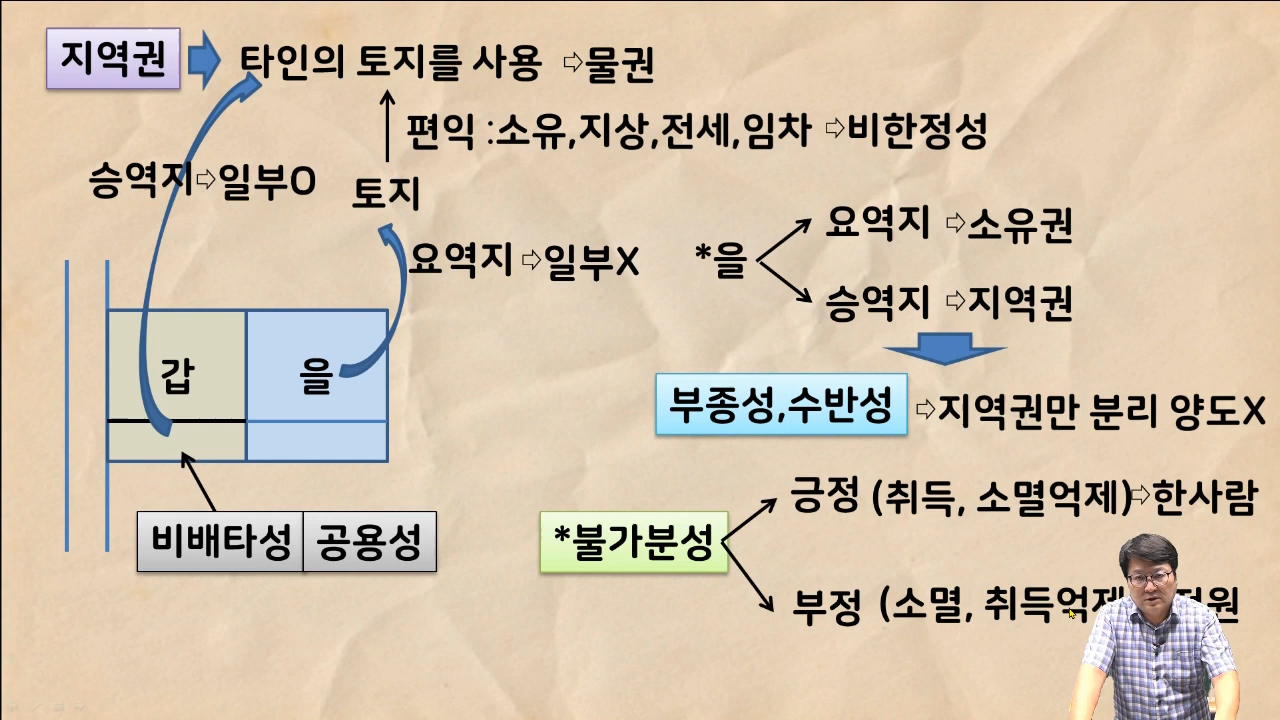 지역권 ➡ 타인의 토지를 사용 ⇨물권
편익 :소유,지상,전세,임차 ⇨비한정성
승역지⇨일부O
토지
요역지⇨일부X
*을
요역지 ⇨소유권
승역지 ⇨지역권
갑
을
부종성,수반성 ⇨지역권만 분리 양도X
비배타성
공용성
*불가분성
긍정 (취득, 소멸억제)⇨한사람
부정 (소멸, 취득억제